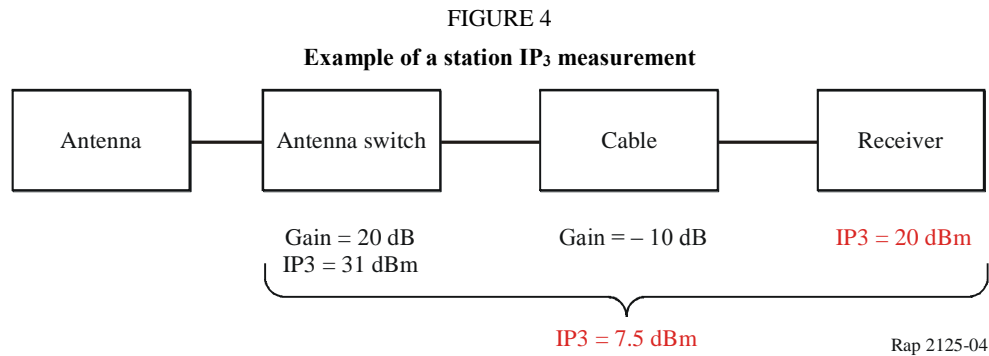 FIGURE 4
Example of a station IP₃ measurement
Antenna
Antenna switch
Cable
Receiver
Gain = 20 dB
IP3 = 31 dBm
Gain = – 10 dB
IP3 = 20 dBm
IP3 = 7.5 dBm
Rap 2125-04